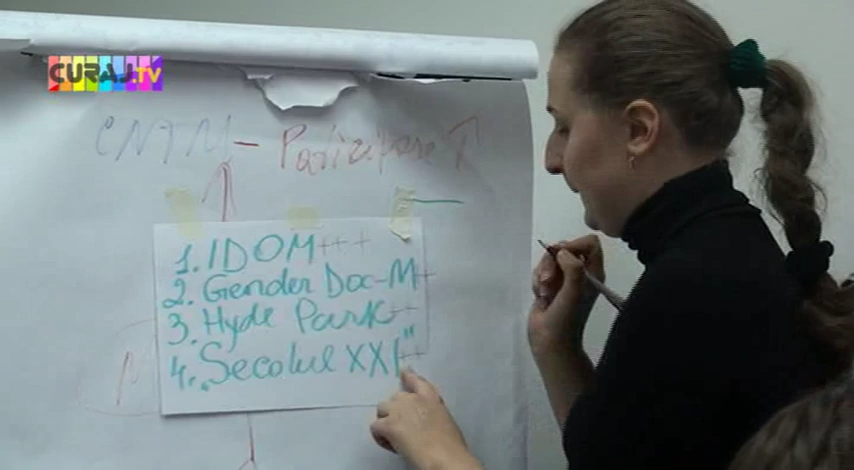 CURAJ.TV
CNTM – Participare
1. IDOM +++
2. Gender Doc-M +
3. Hyde Park ++
4. „Secolul XXI" ++
M